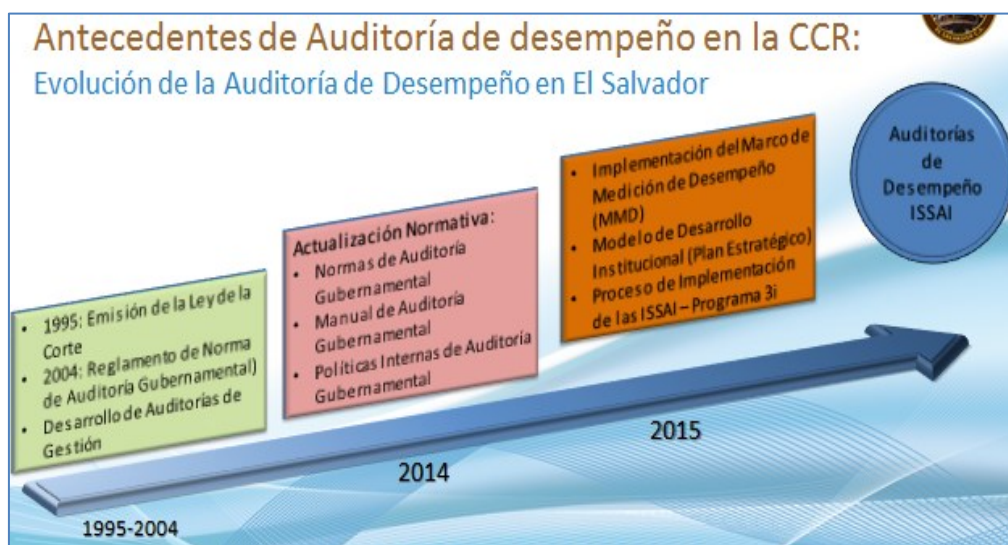 Antecedentes de Auditoría de desempeño en la CCR:
Evolución de la Auditoría de Desempeño en El Salvador
• 1995: Emisión de la Ley de la
Corte
• 2004: Reglamento de Norma
de Auditoría Gubernamental)
• Desarrollo de Auditorías de
Gestión
1995-2004
Actualización Normativa:
• Normas de Auditoría
Gubernamental
• Manual de Auditoría
Gubernamental
• Políticas Internas de Auditoría
Gubernamental
2014
• Implementación del Marco de
Medición de Desempeño
(MMD)
• Modelo de Desarrollo
Institucional (Plan Estratégico)
• Proceso de Implementación
de las ISSAI – Programa 3i
2015
Auditorías
de
Desempeño
ISSAI